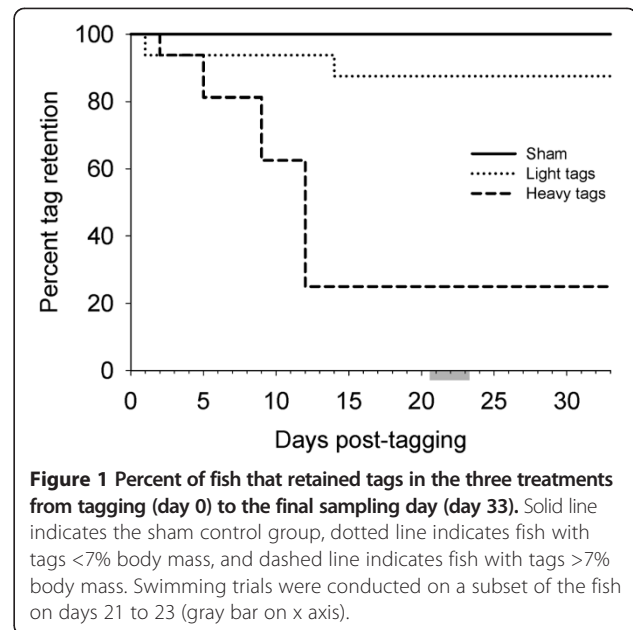 100
80
60
40
20
0
Percent tag retention
Sham
Light tags
Heavy tags
0 5 10 15 20 25 30
Days post-tagging
Figure 1 Percent of fish that retained tags in the three treatments
from tagging (day 0) to the final sampling day (day 33). Solid line
indicates the sham control group, dotted line indicates fish with
tags <7% body mass, and dashed line indicates fish with tags >7%
body mass. Swimming trials were conducted on a subset of the fish
on days 21 to 23 (gray bar on x axis).